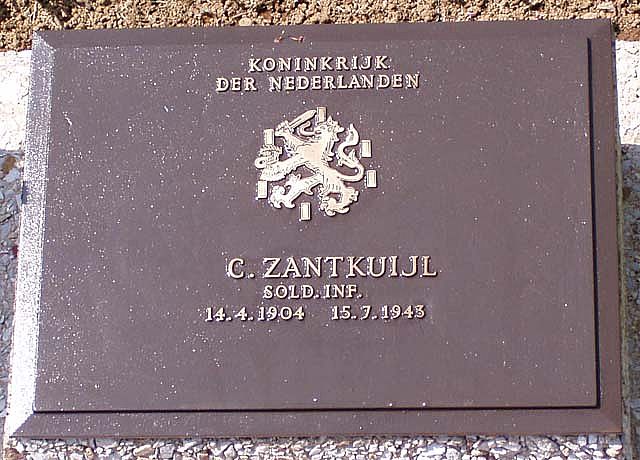 KONINKRIJK
DER NEDERLANDEN
C. ZANTKUIJL
SOLD. INF.
14.4.1904 15.7.1943